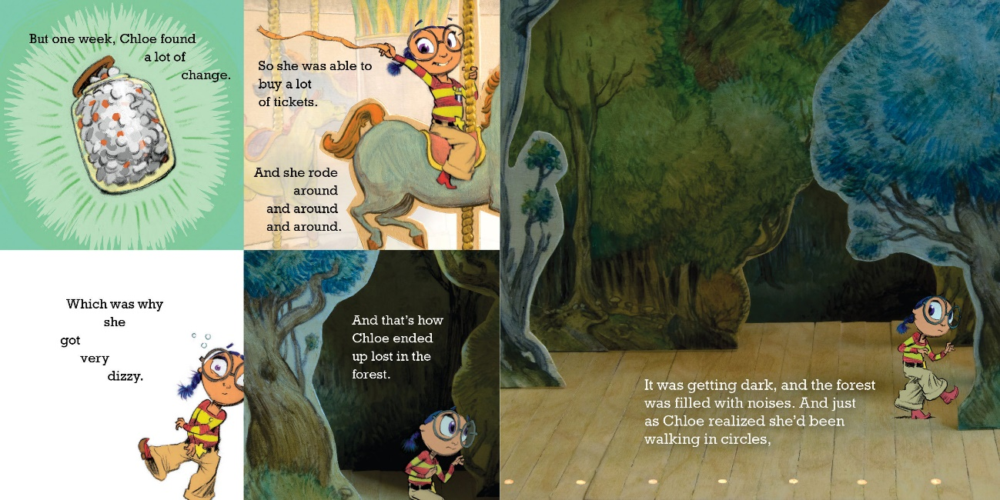 But one week, Chloe found
a lot of
change.
So she was able to
buy a lot
of tickets.
And she rode
around
and around
and around.
Which was why
she
got
very
dizzy.
And that's how
Chloe ended
up lost in the
forest.
It was getting dark, and the forest
was filled with noises. And just
as Chloe realized she'd been
walking in circles,